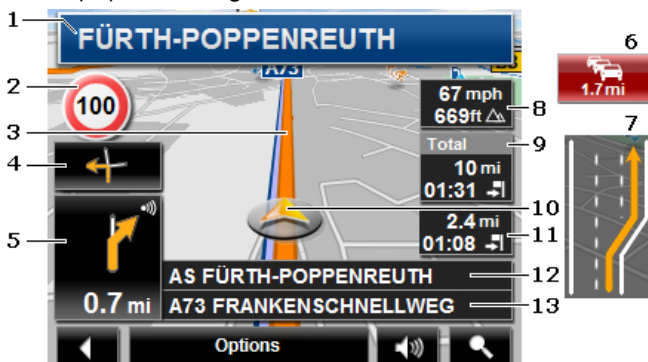 1
FÜRTH-POPPENREUTH
A73
2
100
3
4
5
0.7 mi
6
1.7mi
7
67 mph
669ft
8
Total
9
10 mi
01:31
10
2.4 mi
01:08
11
AS FÜRTH-POPPENREUTH
12
A73 FRANKENSCHNELLWEG
13
Options